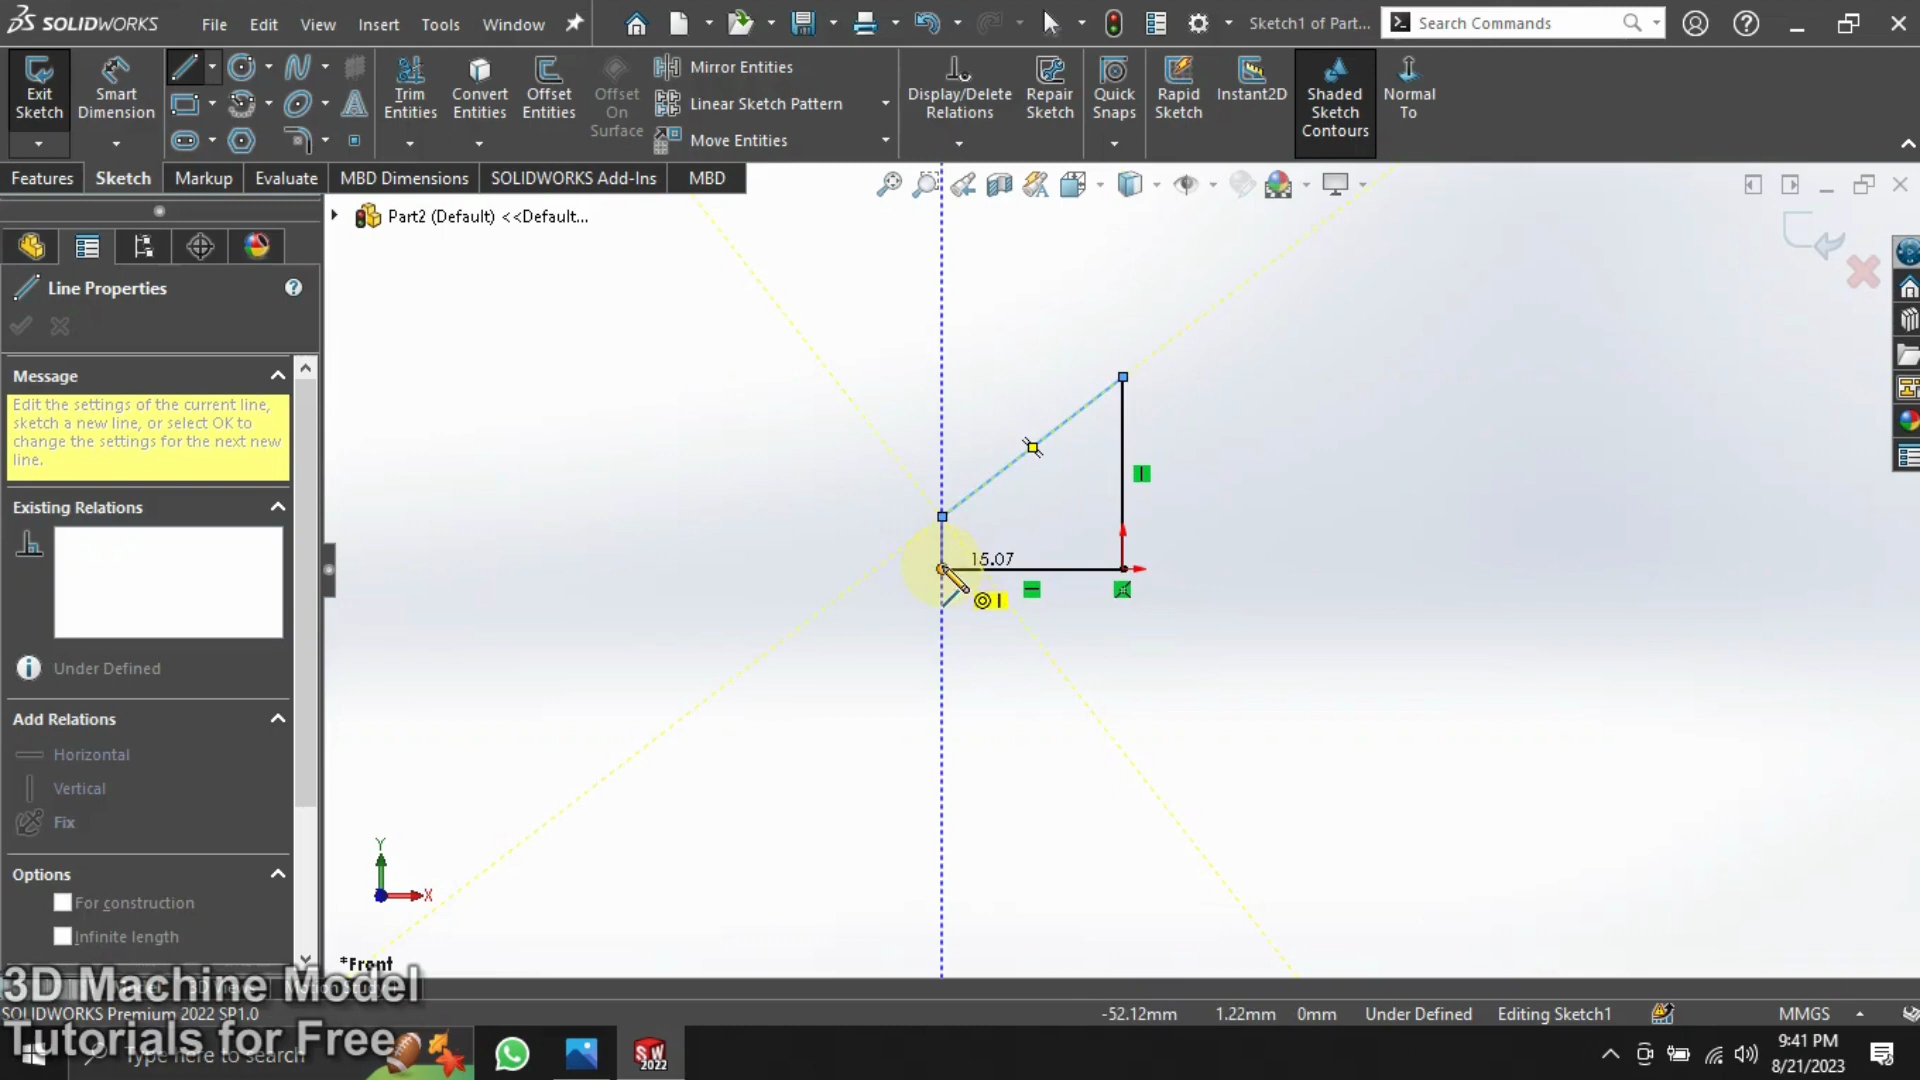 SOLIDWORKS File Edit View Insert Tools Window Sketch1 of Part... Search Commands
Exit Sketch
Smart Dimension
Trim Entities
Convert Entities
Offset Entities
Offset On Surface
Mirror Entities
Linear Sketch Pattern
Move Entities
Display/Delete Relations
Repair Sketch
Quick Snaps
Rapid Sketch
Instant2D
Shaded Sketch Contours
Normal To
Features Sketch Markup Evaluate MBD Dimensions SOLIDWORKS Add-Ins MBD
Part2 (Default) <<Default...
Line Properties
Message
Edit the settings of the current line,
sketch a new line, or select OK to
change the settings for the next new
line.
Existing Relations
Under Defined
Add Relations
Horizontal
Vertical
Fix
Options
For construction
Infinite length
15.07
Y
X
*Front
3D Machine Model
Tutorials for Free
SOLIDWORKS Premium 2022 SP1.0
-52.12mm 1.22mm 0mm Under Defined Editing Sketch1 MMGS
Type here to search
SW
2022
9:41 PM
8/21/2023